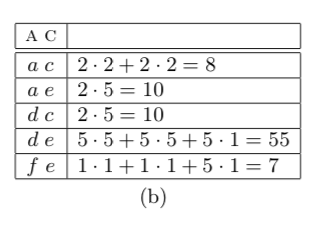 A C
a c 2 · 2 + 2 · 2 = 8
a e 2 · 5 = 10
d c 2 · 5 = 10
d e 5 · 5 + 5 · 5 + 5 · 1 = 55
f e 1 · 1 + 1 · 1 + 5 · 1 = 7
(b)